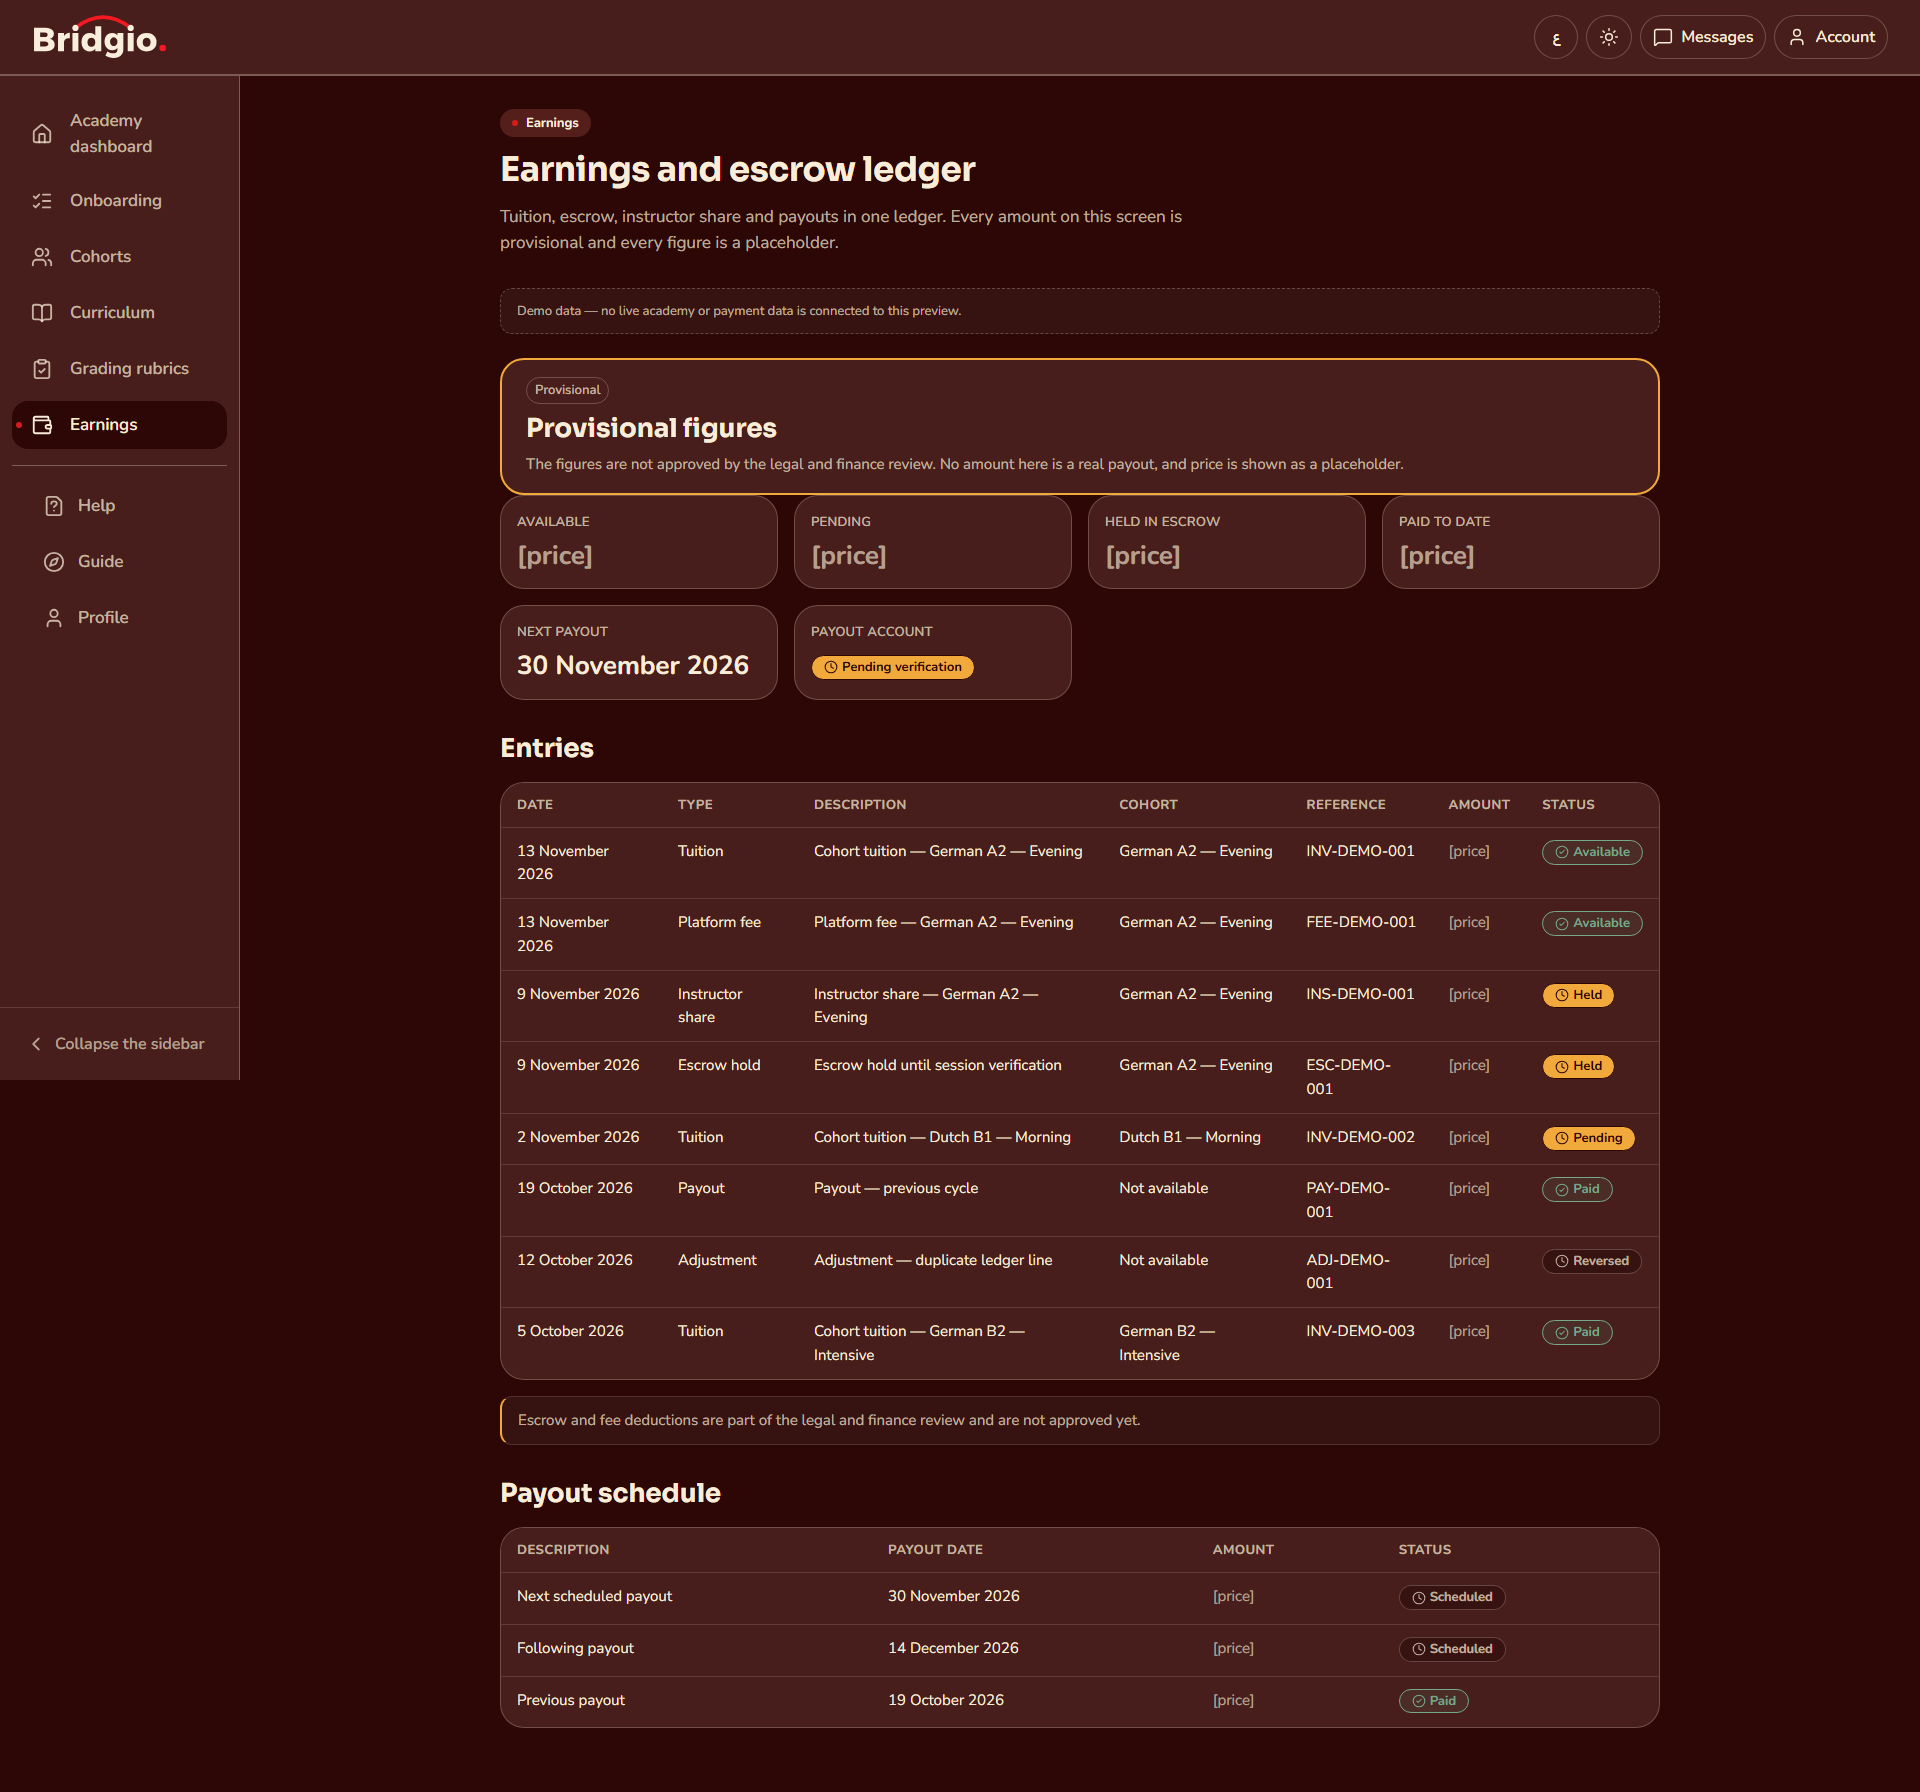 Bridgio.
ع
Messages
Account
Academy
dashboard
Onboarding
Cohorts
Curriculum
Grading rubrics
Earnings
Help
Guide
Profile
Collapse the sidebar
Earnings
Earnings and escrow ledger
Tuition, escrow, instructor share and payouts in one ledger. Every amount on this screen is
provisional and every figure is a placeholder.
Demo data — no live academy or payment data is connected to this preview.
Provisional
Provisional figures
The figures are not approved by the legal and finance review. No amount here is a real payout, and price is shown as a placeholder.
AVAILABLE PENDING HELD IN ESCROW PAID TO DATE
[price] [price] [price] [price]
NEXT PAYOUT PAYOUT ACCOUNT
30 November 2026 Pending verification
Entries
DATE TYPE DESCRIPTION COHORT REFERENCE AMOUNT STATUS
13 November Tuition Cohort tuition — German A2 — Evening German A2 — Evening INV-DEMO-001 [price] Available
2026
13 November Platform fee Platform fee — German A2 — Evening German A2 — Evening FEE-DEMO-001 [price] Available
2026
9 November 2026 Instructor Instructor share — German A2 — German A2 — Evening INS-DEMO-001 [price] Held
share Evening
9 November 2026 Escrow hold Escrow hold until session verification German A2 — Evening ESC-DEMO- [price] Held
001
2 November 2026 Tuition Cohort tuition — Dutch B1 — Morning Dutch B1 — Morning INV-DEMO-002 [price] Pending
19 October 2026 Payout Payout — previous cycle Not available PAY-DEMO- [price] Paid
001
12 October 2026 Adjustment Adjustment — duplicate ledger line Not available ADJ-DEMO- [price] Reversed
001
5 October 2026 Tuition Cohort tuition — German B2 — German B2 — INV-DEMO-003 [price] Paid
Intensive Intensive
Escrow and fee deductions are part of the legal and finance review and are not approved yet.
Payout schedule
DESCRIPTION PAYOUT DATE AMOUNT STATUS
Next scheduled payout 30 November 2026 [price] Scheduled
Following payout 14 December 2026 [price] Scheduled
Previous payout 19 October 2026 [price] Paid